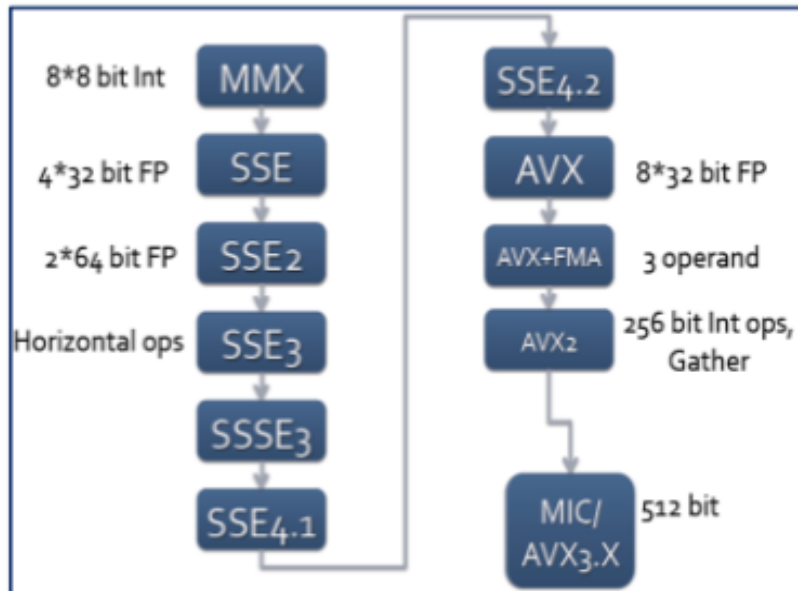 8*8 bit Int
MMX
4*32 bit FP
SSE
2*64 bit FP
SSE2
Horizontal ops
SSE3
SSSE3
SSE4.1
SSE4.2
AVX
8*32 bit FP
AVX+FMA
3 operand
AVX2
256 bit Int ops,
Gather
MIC/
AVX3.X
512 bit